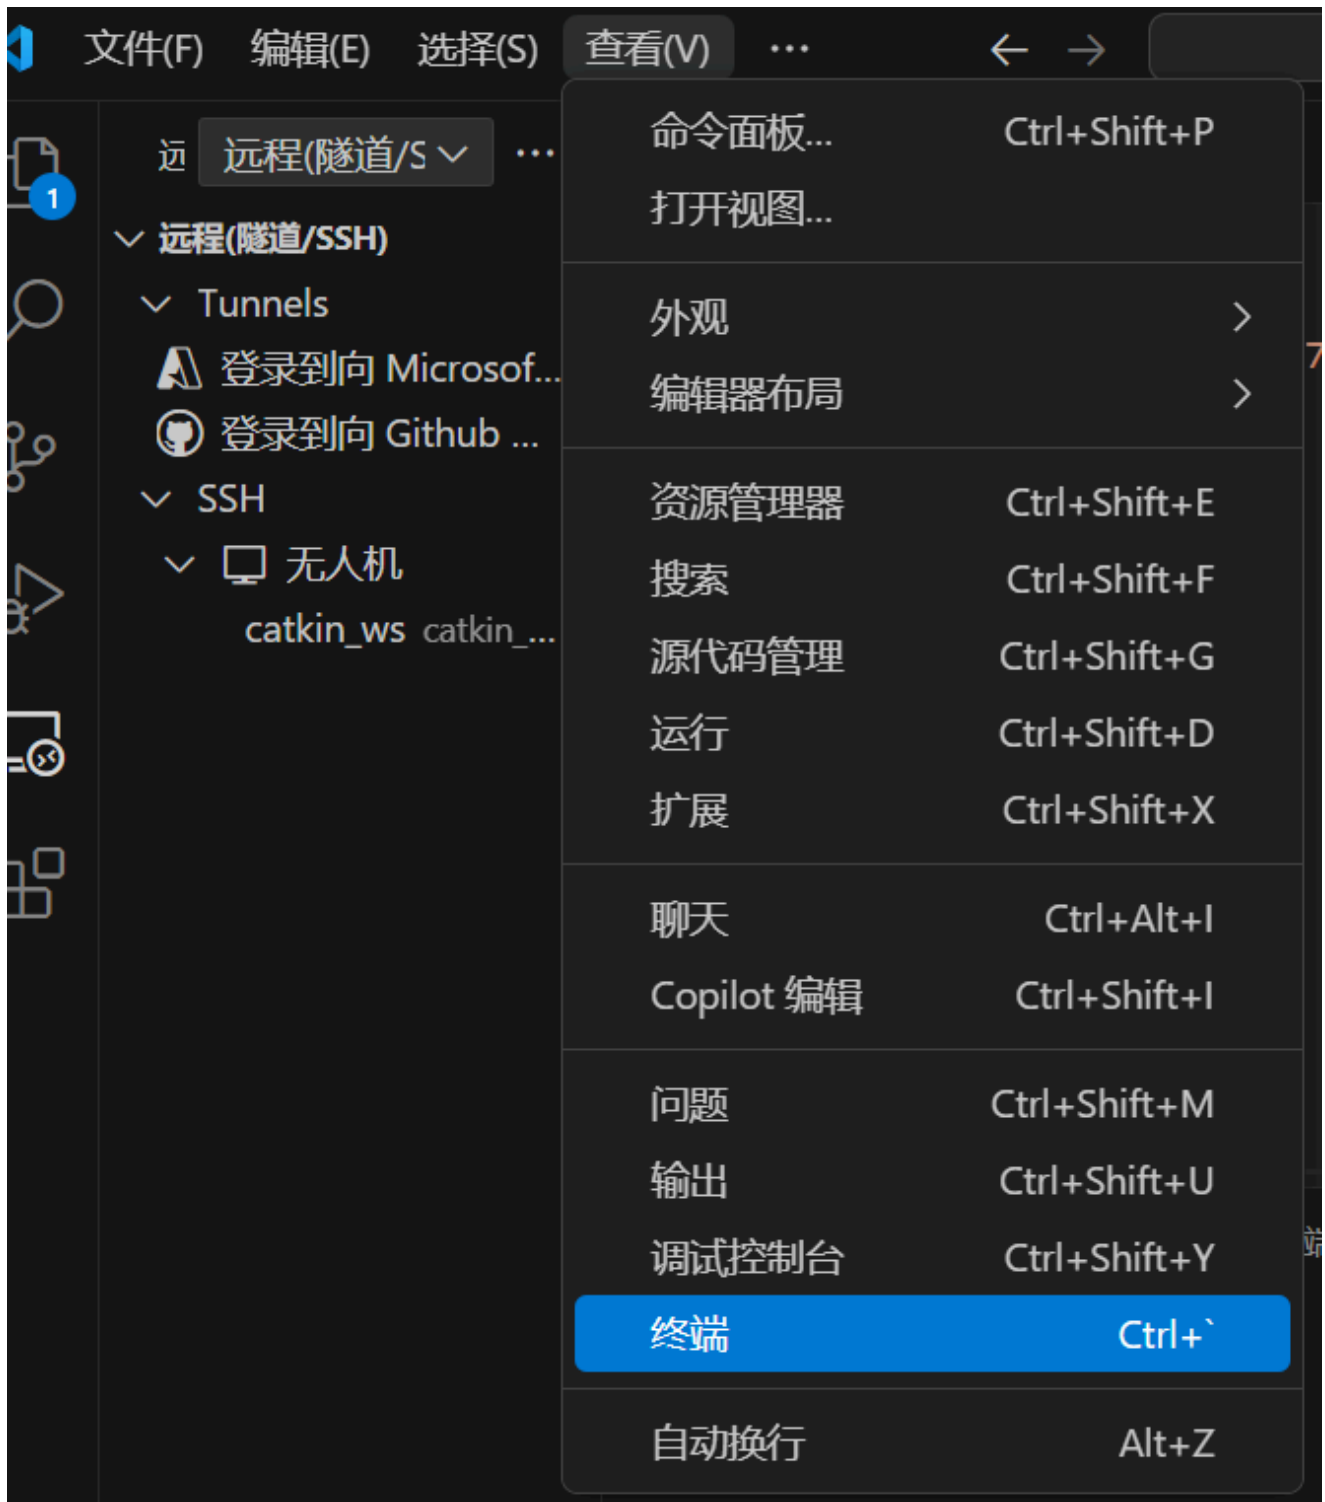 文件(F) 编辑(E) 选择(S) 查看(V) ...
远 远程(隧道/S ...
1
远程(隧道/SSH)
Tunnels
登录到向 Microsof...
登录到向 Github ...
SSH
无人机
catkin_ws catkin_...
命令面板... Ctrl+Shift+P
打开视图...
外观
编辑器布局
资源管理器 Ctrl+Shift+E
搜索 Ctrl+Shift+F
源代码管理 Ctrl+Shift+G
运行 Ctrl+Shift+D
扩展 Ctrl+Shift+X
聊天 Ctrl+Alt+I
Copilot 编辑 Ctrl+Shift+I
问题 Ctrl+Shift+M
输出 Ctrl+Shift+U
调试控制台 Ctrl+Shift+Y
终端 Ctrl+`
自动换行 Alt+Z
7